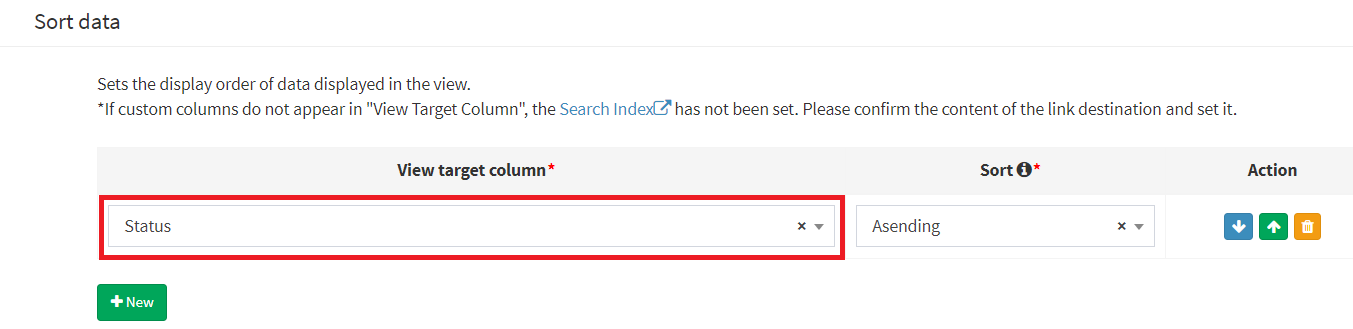 Sort data
Sets the display order of data displayed in the view.
*If custom columns do not appear in "View Target Column", the Search Index has not been set. Please confirm the content of the link destination and set it.
View target column* Sort * Action
Status × Asending ×
New